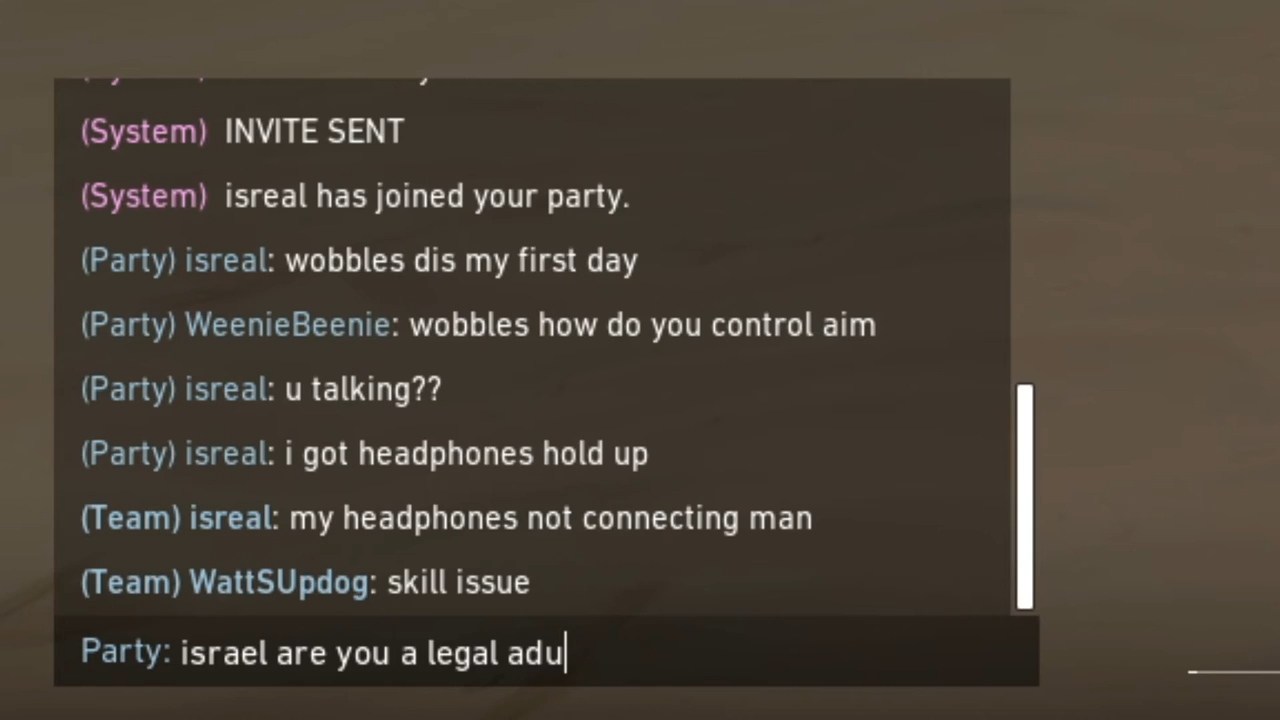 (System) INVITE SENT
(System) isreal has joined your party.
(Party) isreal: wobbles dis my first day
(Party) WeenieBeenie: wobbles how do you control aim
(Party) isreal: u talking??
(Party) isreal: i got headphones hold up
(Team) isreal: my headphones not connecting man
(Team) WattSUpdog: skill issue
Party: israel are you a legal adu